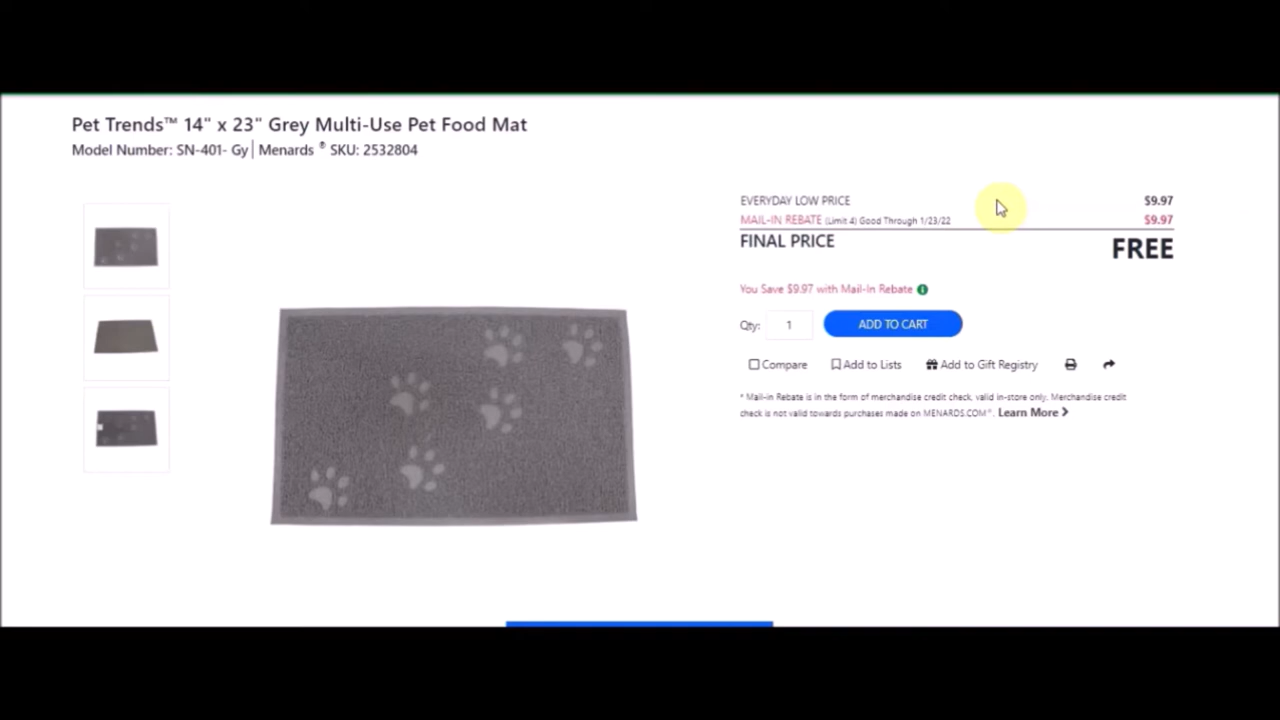 Pet Trends™ 14" x 23" Grey Multi-Use Pet Food Mat
Model Number: SN-401- Gy | Menards ® SKU: 2532804
EVERYDAY LOW PRICE $9.97
MAIL-IN REBATE (Limit 4) Good Through 1/23/22 $9.97
FINAL PRICE FREE
You Save $9.97 with Mail-In Rebate
Qty: 1 ADD TO CART
Compare Add to Lists Add to Gift Registry
* Mail-in Rebate is in the form of merchandise credit check, valid in-store only. Merchandise
credit check is not valid towards purchases made on MENARDS.COM®. Learn More